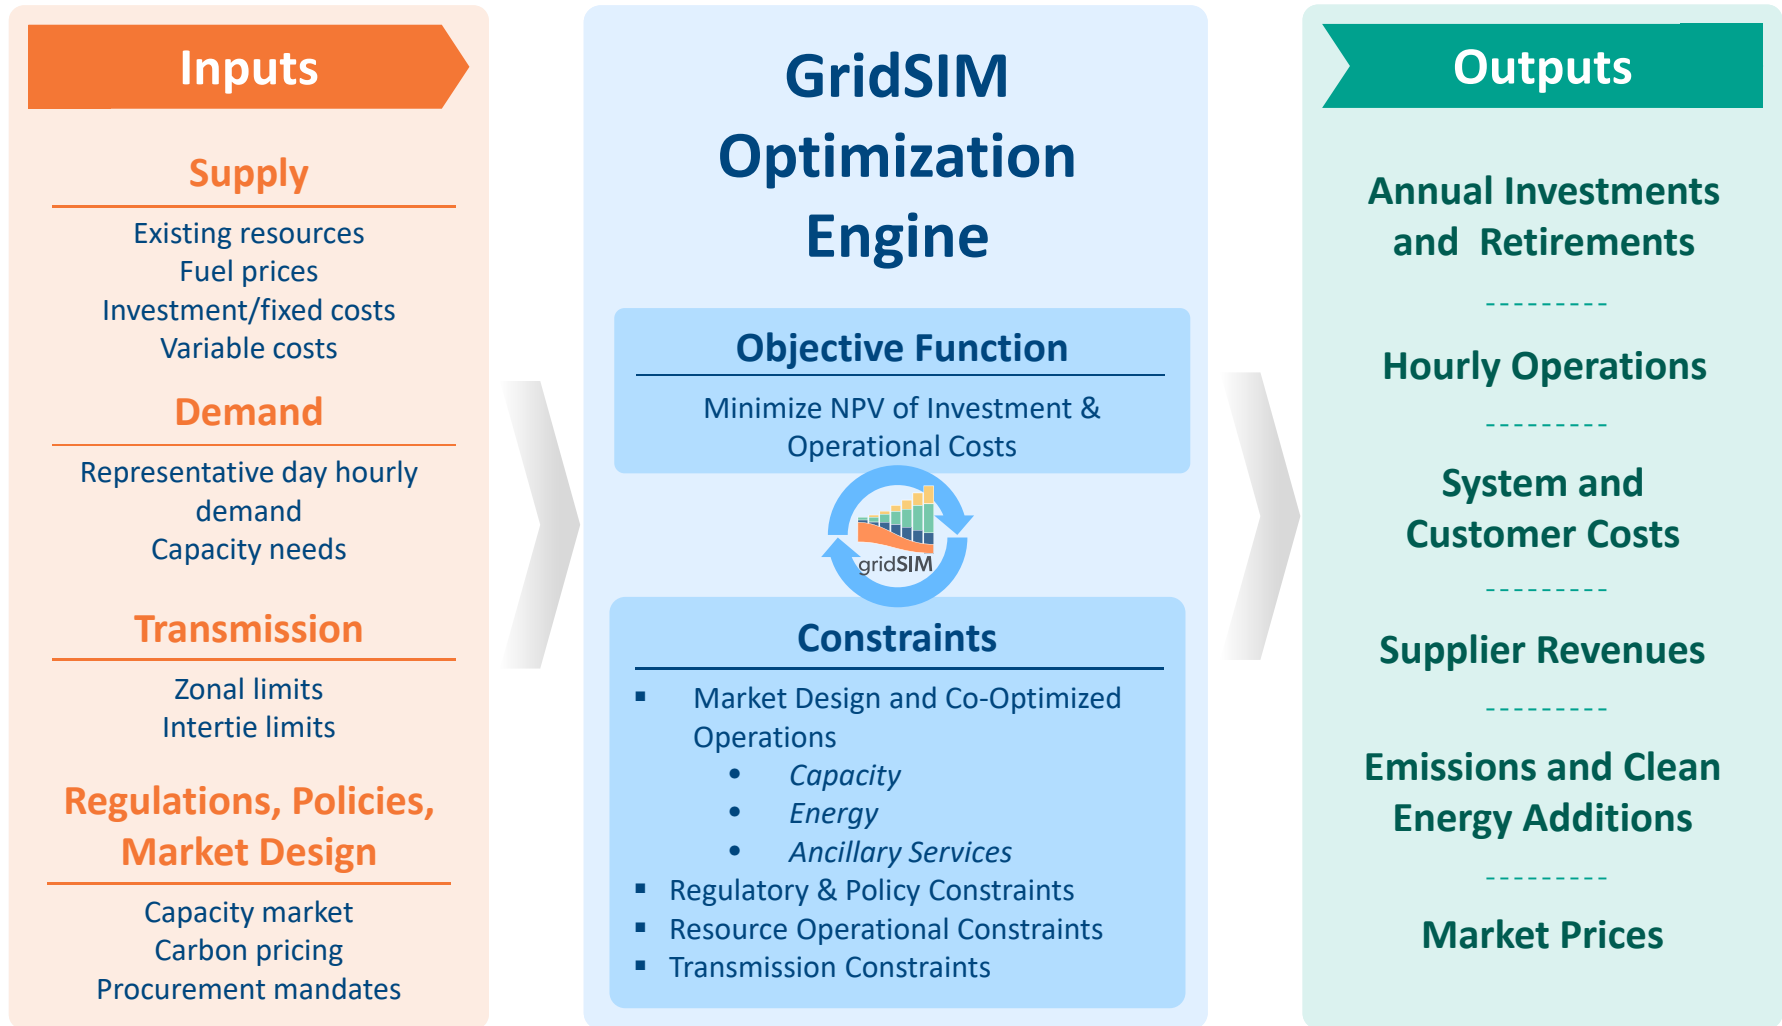 Inputs
Supply
Existing resources
Fuel prices
Investment/fixed costs
Variable costs
Demand
Representative day hourly
demand
Capacity needs
Transmission
Zonal limits
Intertie limits
Regulations, Policies,
Market Design
Capacity market
Carbon pricing
Procurement mandates
GridSIM
Optimization
Engine
Objective Function
Minimize NPV of Investment &
Operational Costs
gridSIM
Constraints
▪ Market Design and Co-Optimized
Operations
• Capacity
• Energy
• Ancillary Services
▪ Regulatory & Policy Constraints
▪ Resource Operational Constraints
▪ Transmission Constraints
Outputs
Annual Investments
and Retirements
Hourly Operations
System and
Customer Costs
Supplier Revenues
Emissions and Clean
Energy Additions
Market Prices